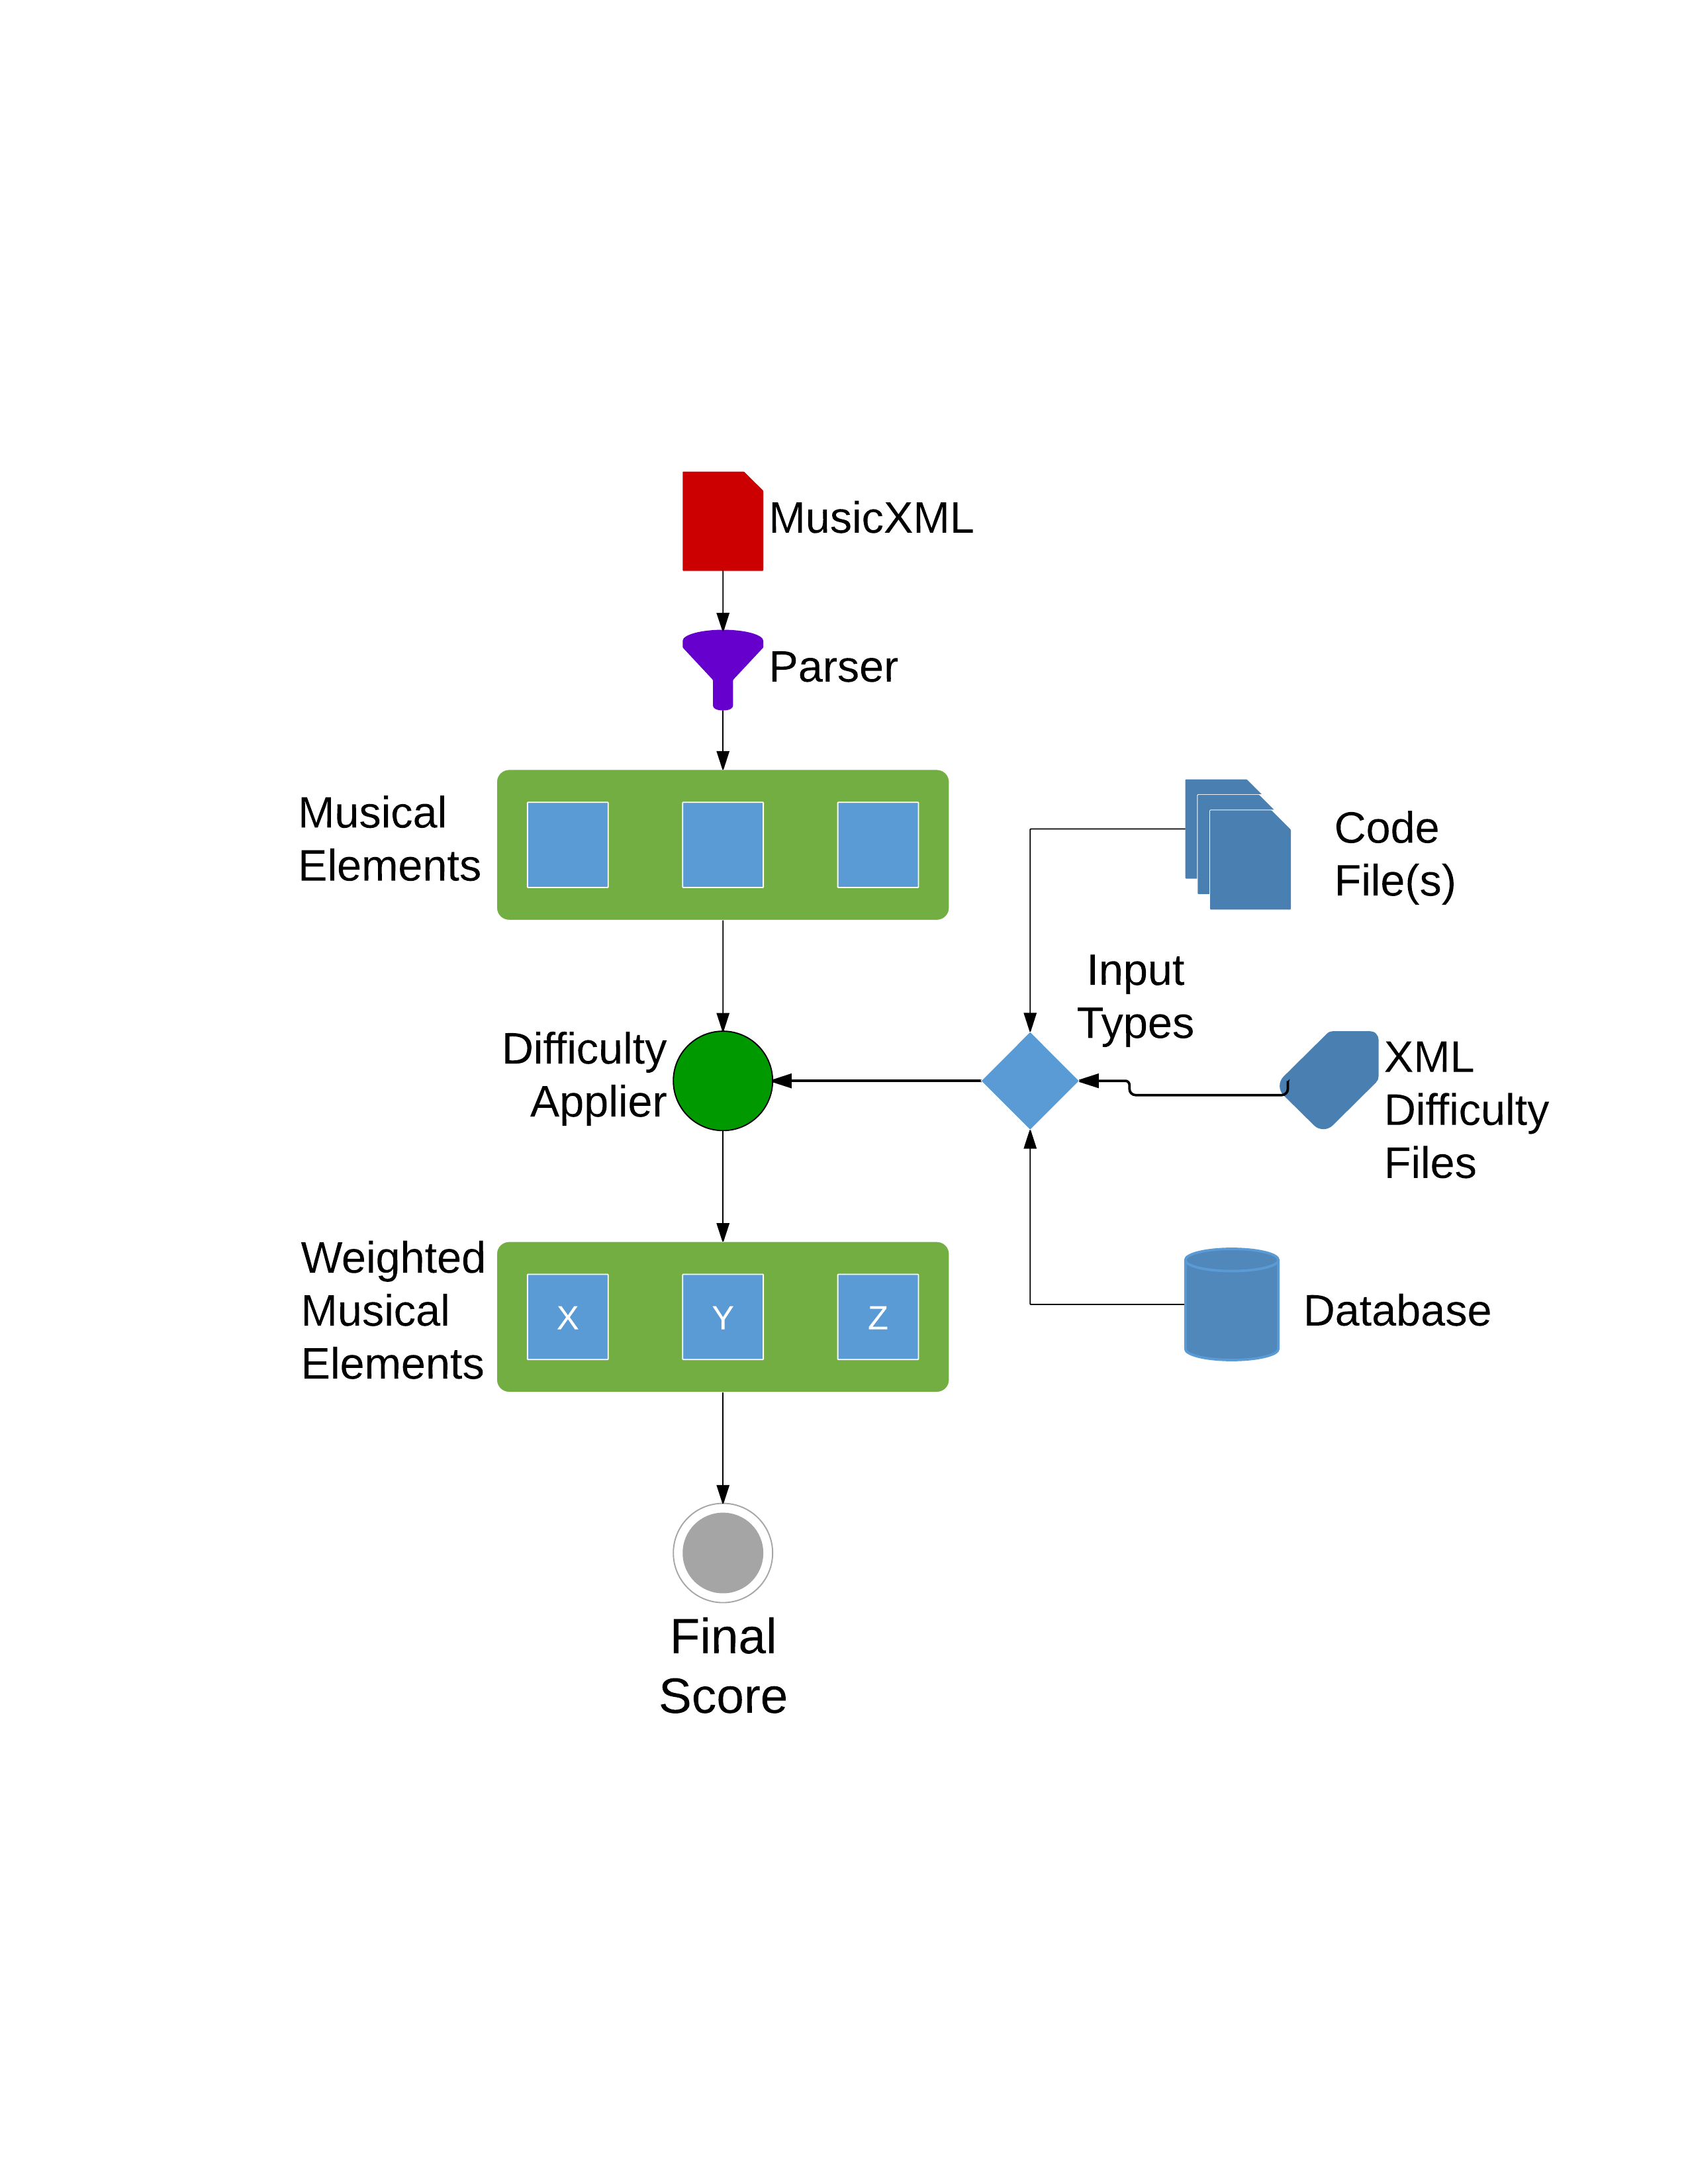 MusicXML
Parser
Musical
Elements
Code
File(s)
Input
Types
Difficulty
Applier
XML
Difficulty
Files
Weighted
Musical
Elements
X
Y
Z
Database
Final
Score